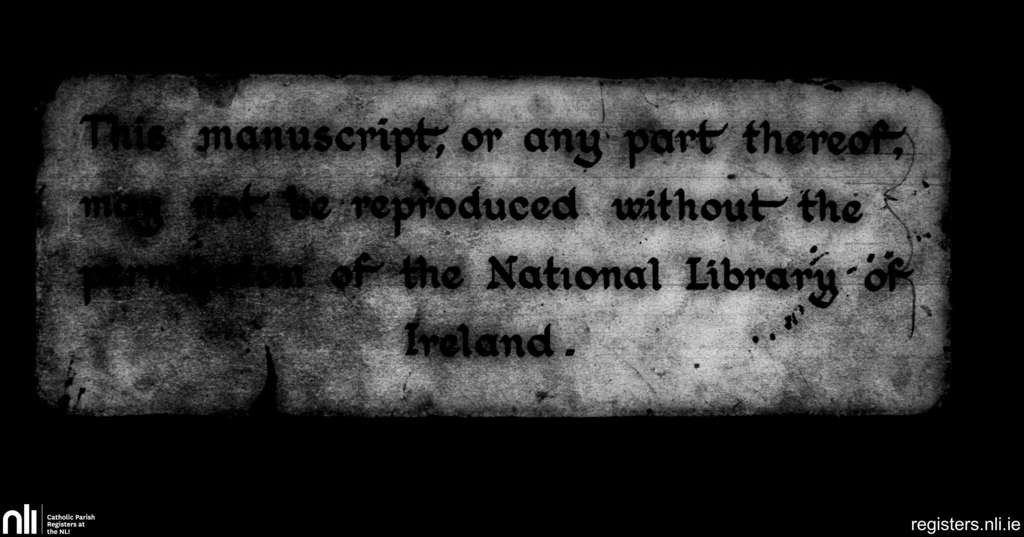 This manuscript, or any part thereof,
may not be reproduced without the
permission of the National Library of
Ireland.
nli
Catholic Parish
Registers at
the NLI
registers.nli.ie